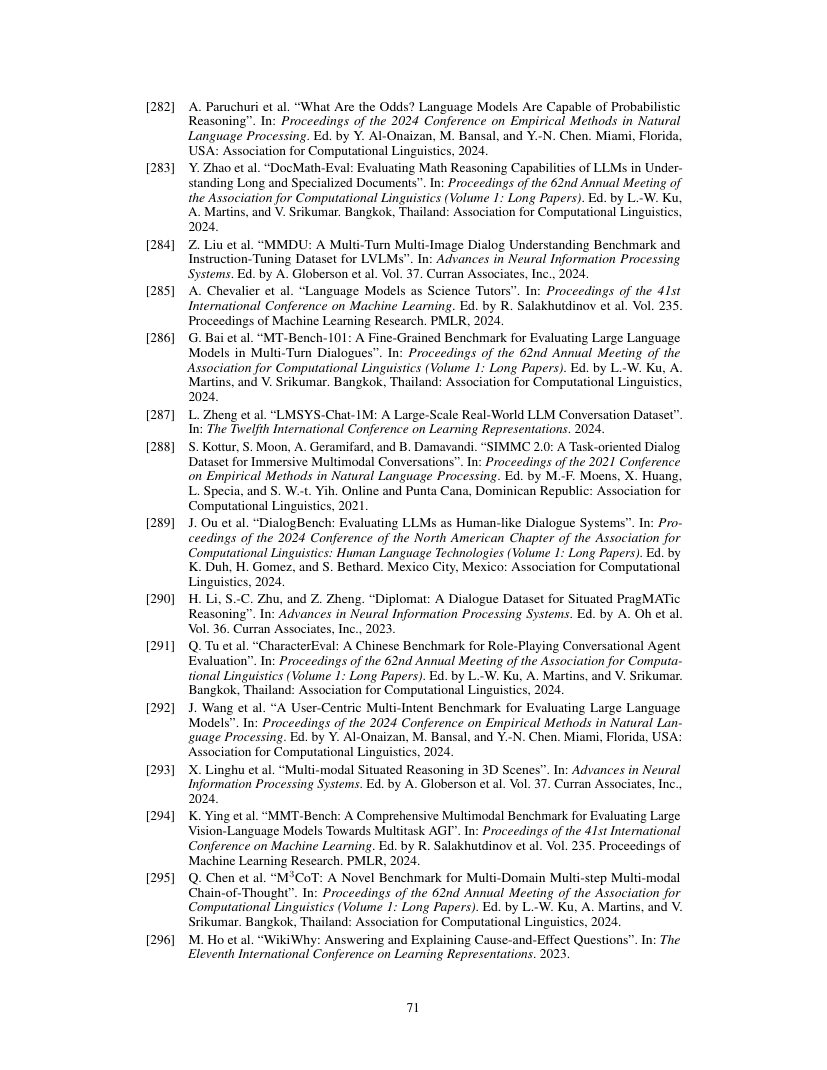 [282] A. Paruchuri et al. “What Are the Odds? Language Models Are Capable of Probabilistic
Reasoning”. In: Proceedings of the 2024 Conference on Empirical Methods in Natural
Language Processing. Ed. by Y. Al-Onaizan, M. Bansal, and Y.-N. Chen. Miami, Florida,
USA: Association for Computational Linguistics, 2024.
[283] Y. Zhao et al. “DocMath-Eval: Evaluating Math Reasoning Capabilities of LLMs in Under-
standing Long and Specialized Documents”. In: Proceedings of the 62nd Annual Meeting of
the Association for Computational Linguistics (Volume 1: Long Papers). Ed. by L.-W. Ku,
A. Martins, and V. Srikumar. Bangkok, Thailand: Association for Computational Linguistics,
2024.
[284] Z. Liu et al. “MMDU: A Multi-Turn Multi-Image Dialog Understanding Benchmark and
Instruction-Tuning Dataset for LVLMs”. In: Advances in Neural Information Processing
Systems. Ed. by A. Globerson et al. Vol. 37. Curran Associates, Inc., 2024.
[285] A. Chevalier et al. “Language Models as Science Tutors”. In: Proceedings of the 41st
International Conference on Machine Learning. Ed. by R. Salakhutdinov et al. Vol. 235.
Proceedings of Machine Learning Research. PMLR, 2024.
[286] G. Bai et al. “MT-Bench-101: A Fine-Grained Benchmark for Evaluating Large Language
Models in Multi-Turn Dialogues”. In: Proceedings of the 62nd Annual Meeting of the
Association for Computational Linguistics (Volume 1: Long Papers). Ed. by L.-W. Ku, A.
Martins, and V. Srikumar. Bangkok, Thailand: Association for Computational Linguistics,
2024.
[287] L. Zheng et al. “LMSYS-Chat-1M: A Large-Scale Real-World LLM Conversation Dataset”.
In: The Twelfth International Conference on Learning Representations. 2024.
[288] S. Kottur, S. Moon, A. Geramifard, and B. Damavandi. “SIMMC 2.0: A Task-oriented Dialog
Dataset for Immersive Multimodal Conversations”. In: Proceedings of the 2021 Conference
on Empirical Methods in Natural Language Processing. Ed. by M.-F. Moens, X. Huang,
L. Specia, and S. W.-t. Yih. Online and Punta Cana, Dominican Republic: Association for
Computational Linguistics, 2021.
[289] J. Ou et al. “DialogBench: Evaluating LLMs as Human-like Dialogue Systems”. In: Pro-
ceedings of the 2024 Conference of the North American Chapter of the Association for
Computational Linguistics: Human Language Technologies (Volume 1: Long Papers). Ed. by
K. Duh, H. Gomez, and S. Bethard. Mexico City, Mexico: Association for Computational
Linguistics, 2024.
[290] H. Li, S.-C. Zhu, and Z. Zheng. “Diplomat: A Dialogue Dataset for Situated PragMATic
Reasoning”. In: Advances in Neural Information Processing Systems. Ed. by A. Oh et al.
Vol. 36. Curran Associates, Inc., 2023.
[291] Q. Tu et al. “CharacterEval: A Chinese Benchmark for Role-Playing Conversational Agent
Evaluation”. In: Proceedings of the 62nd Annual Meeting of the Association for Computa-
tional Linguistics (Volume 1: Long Papers). Ed. by L.-W. Ku, A. Martins, and V. Srikumar.
Bangkok, Thailand: Association for Computational Linguistics, 2024.
[292] J. Wang et al. “A User-Centric Multi-Intent Benchmark for Evaluating Large Language
Models”. In: Proceedings of the 2024 Conference on Empirical Methods in Natural Lan-
guage Processing. Ed. by Y. Al-Onaizan, M. Bansal, and Y.-N. Chen. Miami, Florida, USA:
Association for Computational Linguistics, 2024.
[293] X. Linghu et al. “Multi-modal Situated Reasoning in 3D Scenes”. In: Advances in Neural
Information Processing Systems. Ed. by A. Globerson et al. Vol. 37. Curran Associates, Inc.,
2024.
[294] K. Ying et al. “MMT-Bench: A Comprehensive Multimodal Benchmark for Evaluating Large
Vision-Language Models Towards Multitask AGI”. In: Proceedings of the 41st International
Conference on Machine Learning. Ed. by R. Salakhutdinov et al. Vol. 235. Proceedings of
Machine Learning Research. PMLR, 2024.
[295] Q. Chen et al. “M³CoT: A Novel Benchmark for Multi-Domain Multi-step Multi-modal
Chain-of-Thought”. In: Proceedings of the 62nd Annual Meeting of the Association for
Computational Linguistics (Volume 1: Long Papers). Ed. by L.-W. Ku, A. Martins, and V.
Srikumar. Bangkok, Thailand: Association for Computational Linguistics, 2024.
[296] M. Ho et al. “WikiWhy: Answering and Explaining Cause-and-Effect Questions”. In: The
Eleventh International Conference on Learning Representations. 2023.
71